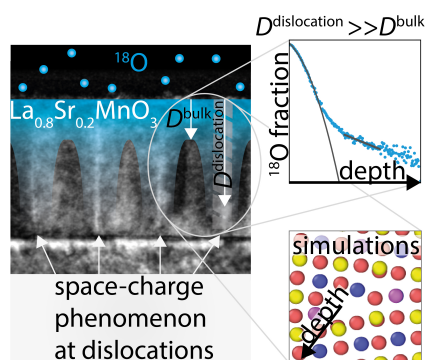 D^dislocation >> D^bulk
^18O
La0.8Sr0.2MnO3
D^bulk
D^dislocation
^18O fraction
depth
simulations
depth
space-charge
phenomenon
at dislocations